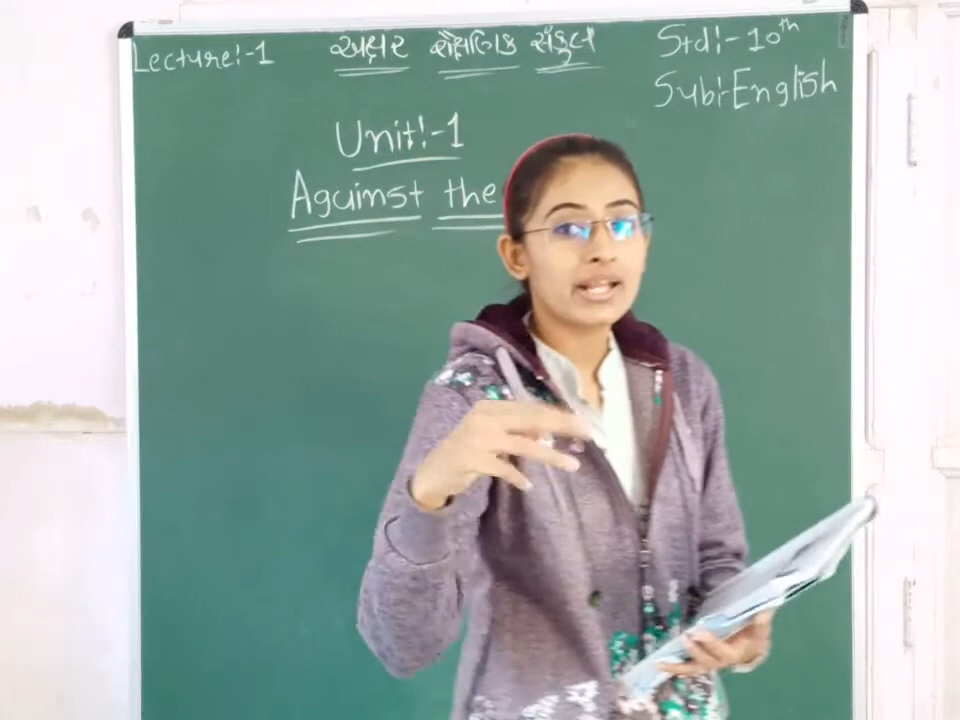 Lecture:-1
અક્ષર શૈક્ષણિક સંકુલ
Std:- 10th
Sub:-English
Unit:-1
Against the